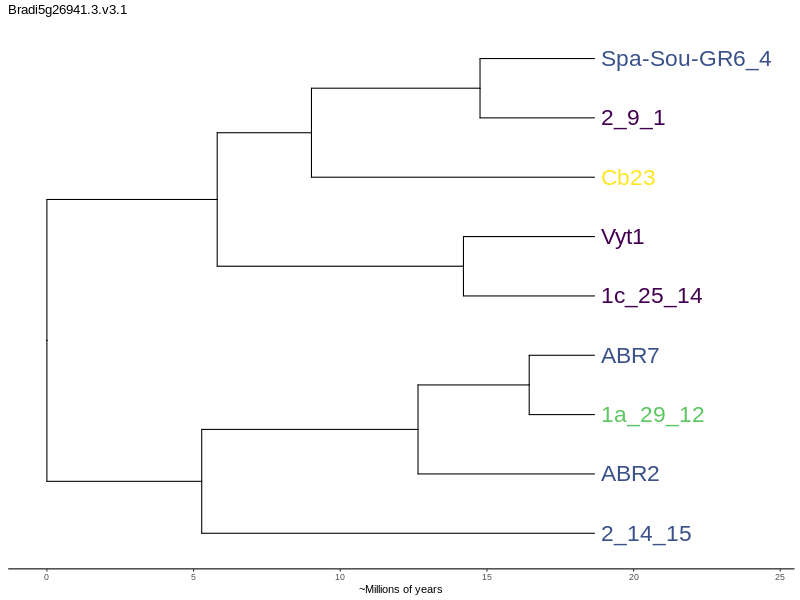 Bradi5g26941.3.v3.1
Spa-Sou-GR6_4
2_9_1
Cb23
Vyt1
1c_25_14
ABR7
1a_29_12
ABR2
2_14_15
0 5 10 15 20 25
~Millions of years